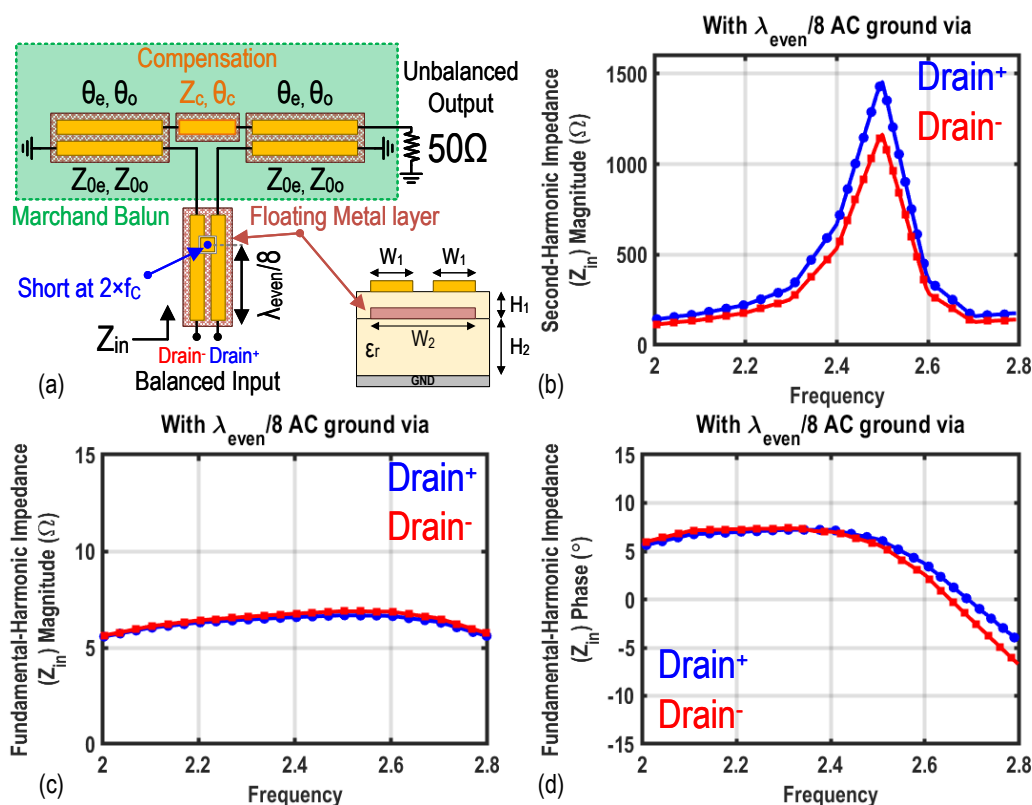 Compensation
θe, θo
Zc, θc
θe, θo
Unbalanced
Output
50Ω
Z0e, Z0o
Z0e, Z0o
Marchand Balun
Floating Metal layer
Short at 2×fC
λeven/8
Zin
Drain- Drain+
Balanced Input
W1
W1
H1
W2
εr
H2
GND
(a)
With λeven/8 AC ground via
Second-Harmonic Impedance
(Zin) Magnitude (Ω)
1500
1000
500
0
Drain+
Drain-
2 2.2 2.4 2.6 2.8
Frequency
(b)
With λeven/8 AC ground via
Fundamental-Harmonic Impedance
(Zin) Magnitude (Ω)
15
10
5
0
Drain+
Drain-
2 2.2 2.4 2.6 2.8
Frequency
(c)
With λeven/8 AC ground via
Fundamental-Harmonic Impedance
(Zin) Phase (°)
15
10
5
0
-5
-10
-15
Drain+
Drain-
2 2.2 2.4 2.6 2.8
Frequency
(d)